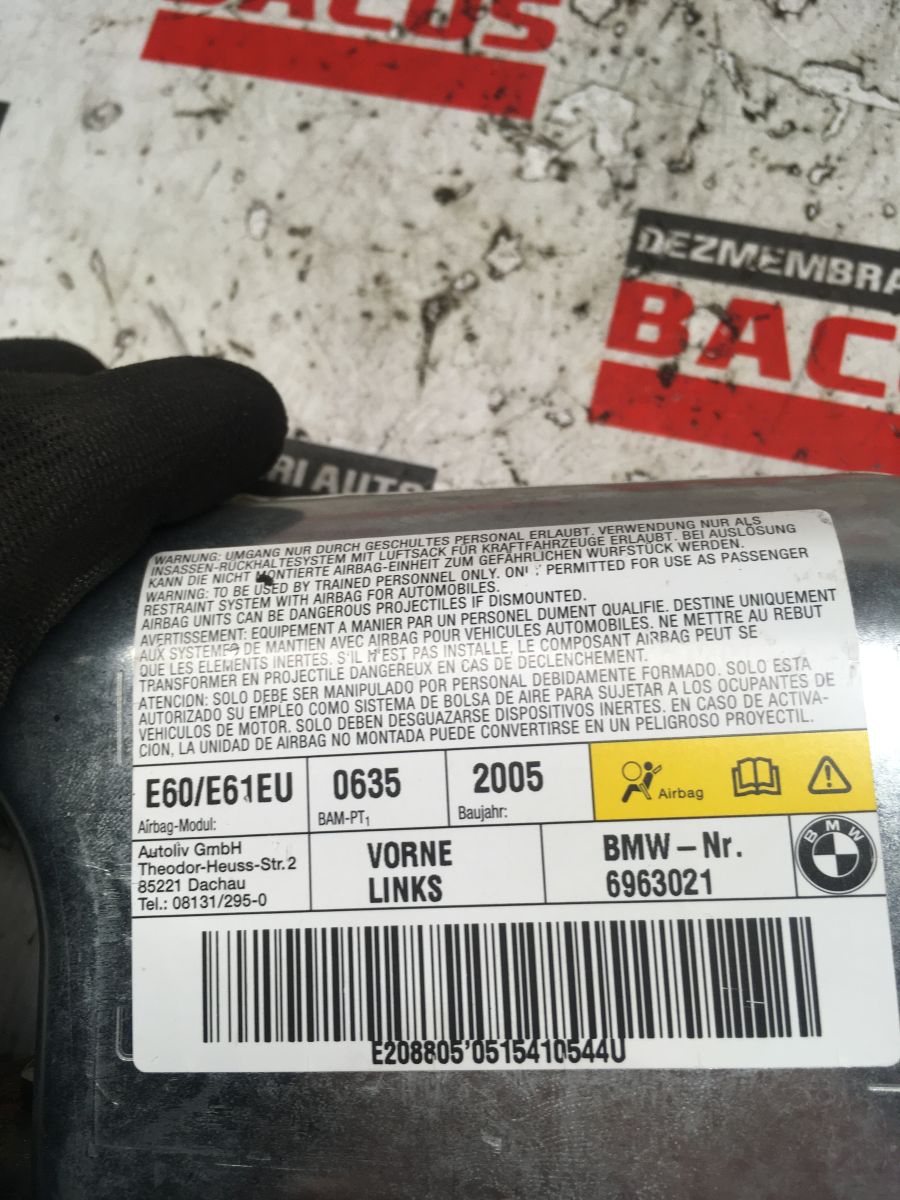 BACOS
DEZMEMBRA
BAC
RI AUTO
WARNUNG: UMGANG NUR DURCH GESCHULTES PERSONAL ERLAUBT. VERWENDUNG NUR ALS
INSASSEN-RÜCKHALTESYSTEM MIT LUFTSACK FÜR KRAFTFAHRZEUGE ERLAUBT. BEI AUSLÖSUNG
KANN DIE NICHT MONTIERTE AIRBAG-EINHEIT ZUM GEFÄHRLICHEN WURFSTÜCK WERDEN.
WARNING: TO BE USED BY TRAINED PERSONNEL ONLY. PERMITTED FOR USE AS PASSENGER
RESTRAINT SYSTEM WITH AIRBAG FOR AUTOMOBILES.
AIRBAG UNITS CAN BE DANGEROUS PROJECTILES IF DISMOUNTED.
AVERTISSEMENT: EQUIPEMENT A MANIER PAR UN PERSONEL DUMENT QUALIFIE. DESTINE UNIQUEMENT
AUX SYSTEMES DE MANTIEN AVEC AIRBAG POUR VEHICULES AUTOMOBILES. NE METTRE AU REBUT
QUE LES ELEMENTS INERTES. S'IL N'EST PAS INSTALLE, LE COMPOSANT AIRBAG PEUT SE
TRANSFORMER EN PROJECTILE DANGEREUX EN CAS DE DECLENCHEMENT.
ATENCION: SOLO DEBE SER MANIPULADO POR PERSONAL DEBIDAMENTE FORMADO. SOLO ESTA
AUTORIZADO SU EMPLEO COMO SISTEMA DE BOLSA DE AIRE PARA SUJETAR A LOS OCUPANTES DE
VEHICULOS DE MOTOR. SOLO DEBEN DESGUAZARSE DISPOSITIVOS INERTES. EN CASO DE ACTIVA-
CION, LA UNIDAD DE AIRBAG NO MONTADA PUEDE CONVERTIRSE EN UN PELIGROSO PROYECTIL.
E60/E61EU 0635 2005 Airbag
Airbag-Modul: BAM-PT₁ Baujahr:
Autoliv GmbH
Theodor-Heuss-Str.2
85221 Dachau
Tel.: 08131/295-0
VORNE
LINKS
BMW-Nr.
6963021
BMW
E208805'0515410544U